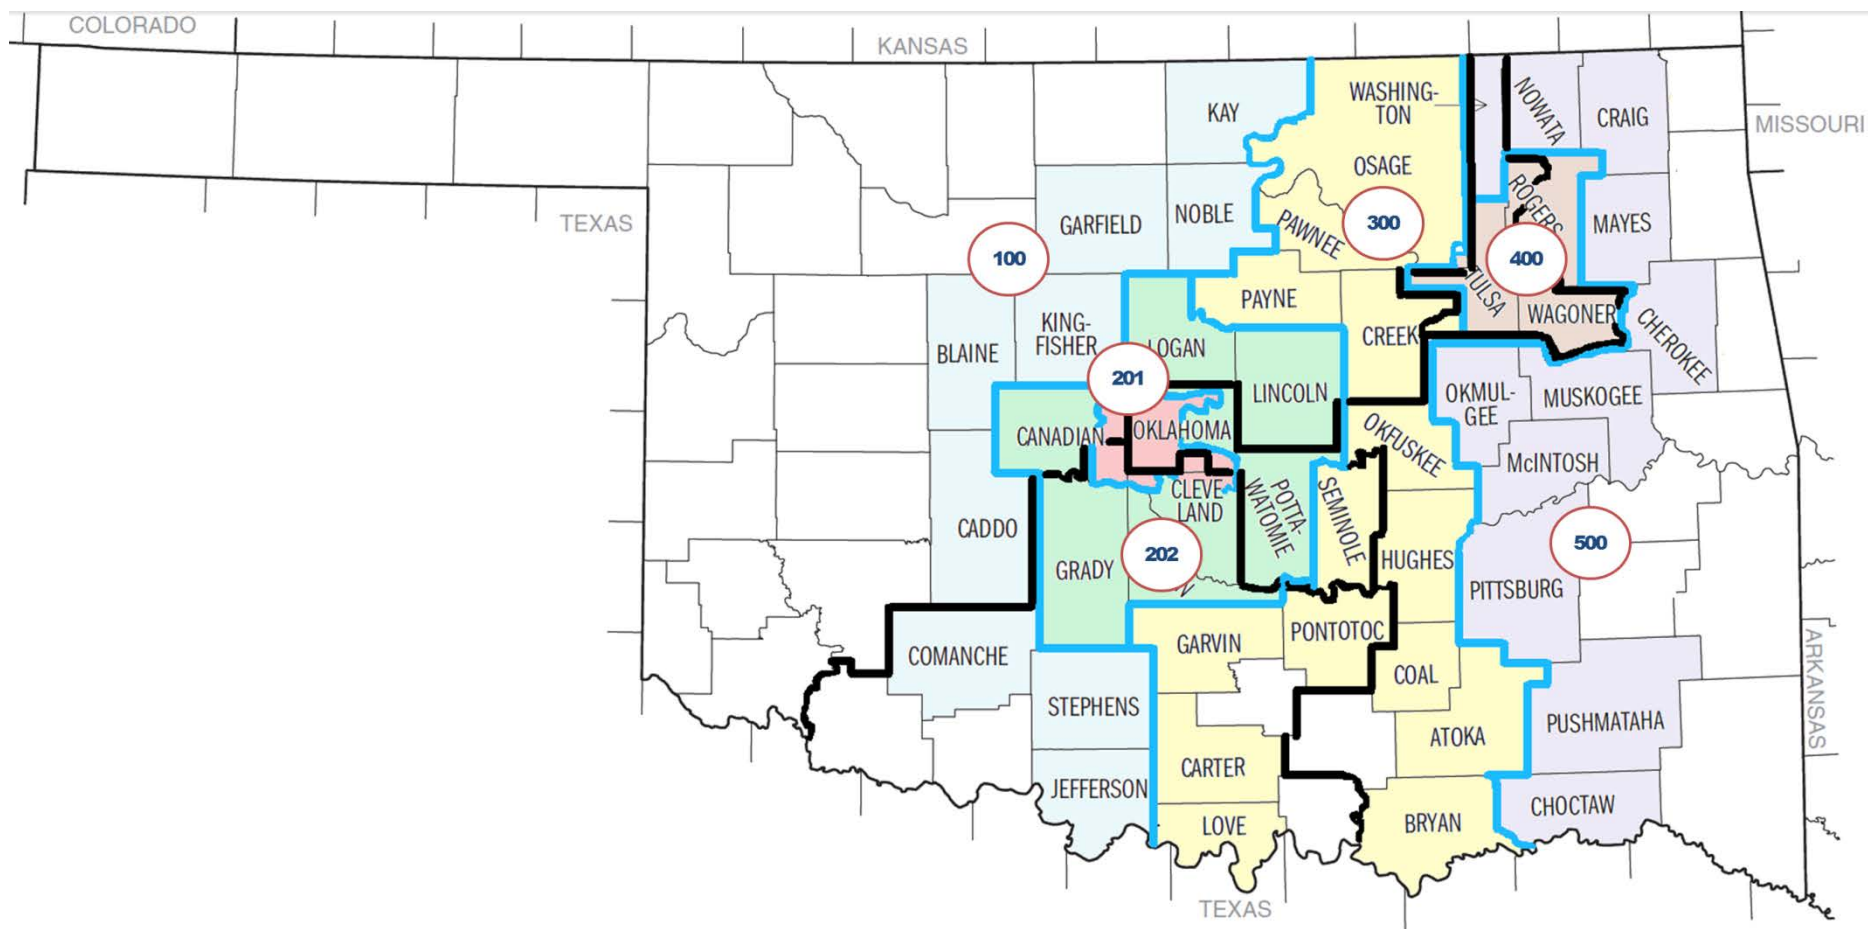 COLORADO
KANSAS
MISSOURI
TEXAS
ARKANSAS
TEXAS
KAY
WASHING-
TON
NOWATA
CRAIG
OSAGE
ROGERS
GARFIELD
NOBLE
PAWNEE
300
MAYES
100
400
TULSA
PAYNE
WAGONER
KING-
FISHER
CREEK
CHEROKEE
BLAINE
LOGAN
201
LINCOLN
OKMUL-
GEE
MUSKOGEE
CANADIAN
OKLAHOMA
OKFUSKEE
McINTOSH
CLEVE
LAND
POTTA-
WATOMIE
SEMINOLE
CADDO
202
500
GRADY
HUGHES
PITTSBURG
COMANCHE
GARVIN
PONTOTOC
COAL
STEPHENS
PUSHMATAHA
ATOKA
CARTER
JEFFERSON
CHOCTAW
LOVE
BRYAN